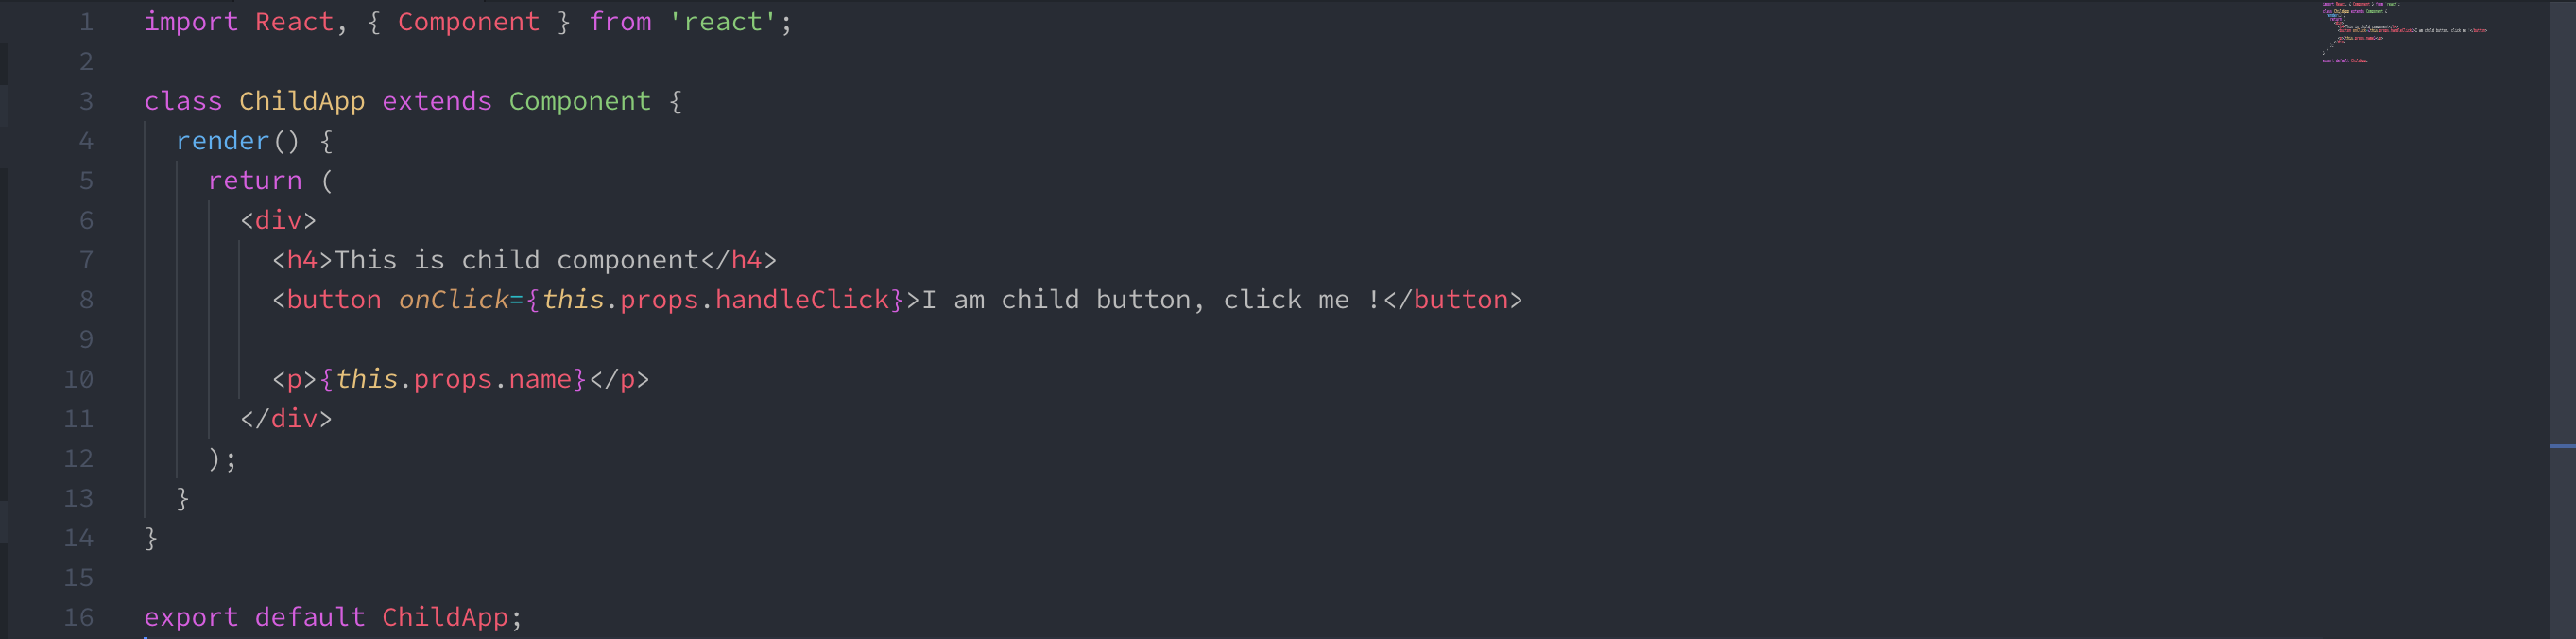 1 import React, { Component } from 'react';
2
3 class ChildApp extends Component {
4   render() {
5     return (
6       <div>
7         <h4>This is child component</h4>
8         <button onClick={this.props.handleClick}>I am child button, click me !</button>
9
10         <p>{this.props.name}</p>
11       </div>
12     );
13   }
14 }
15
16 export default ChildApp;